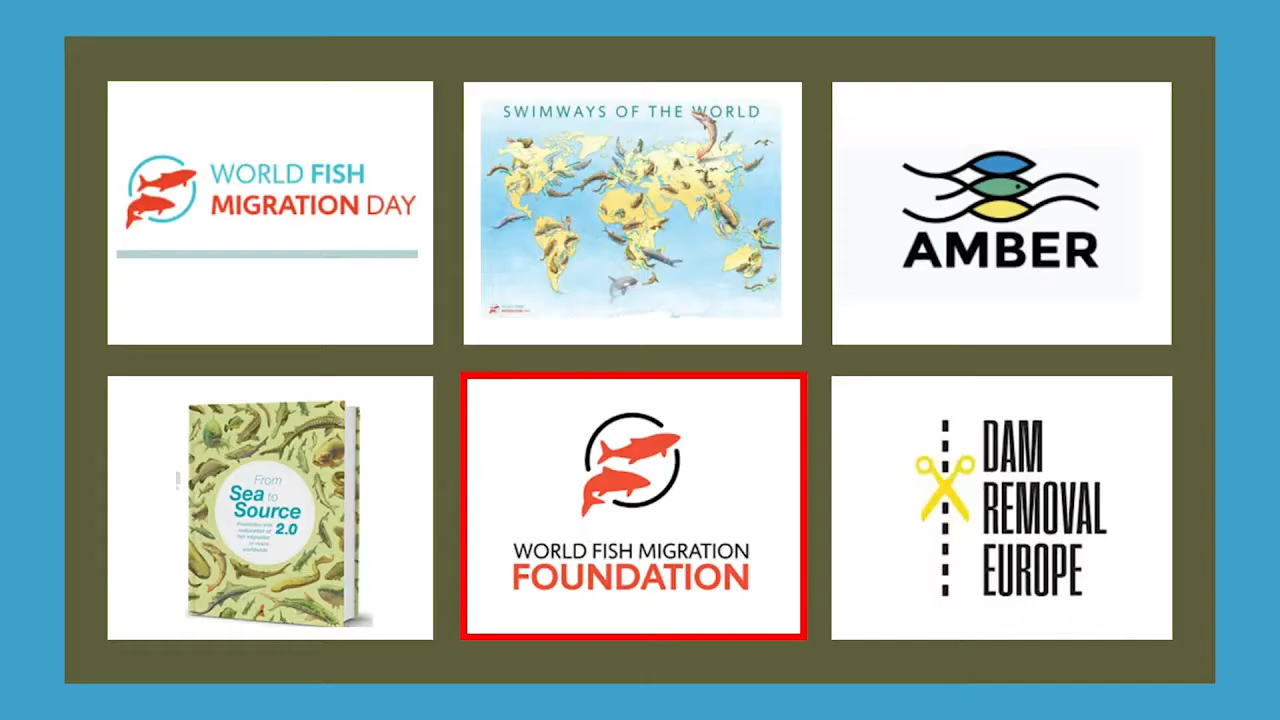 WORLD FISH
MIGRATION DAY
SWIMWAYS OF THE WORLD
AMBER
From
Sea to
Source
2.0
WORLD FISH MIGRATION
FOUNDATION
DAM
REMOVAL
EUROPE